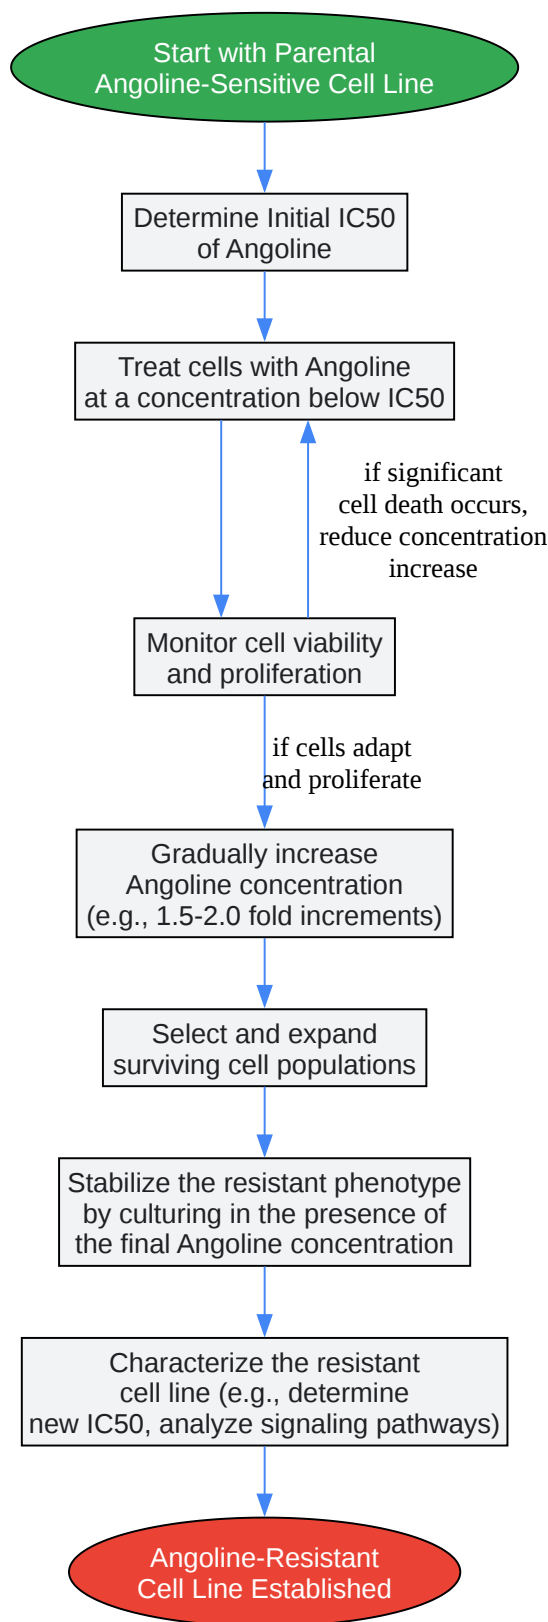 Start with Parental
Angoline-Sensitive Cell Line
Determine Initial IC50
of Angoline
Treat cells with Angoline
at a concentration below IC50
if significant
cell death occurs,
reduce concentration
increase
Monitor cell viability
and proliferation
if cells adapt
and proliferate
Gradually increase
Angoline concentration
(e.g., 1.5-2.0 fold increments)
Select and expand
surviving cell populations
Stabilize the resistant phenotype
by culturing in the presence of
the final Angoline concentration
Characterize the resistant
cell line (e.g., determine
new IC50, analyze signaling pathways)
Angoline-Resistant
Cell Line Established